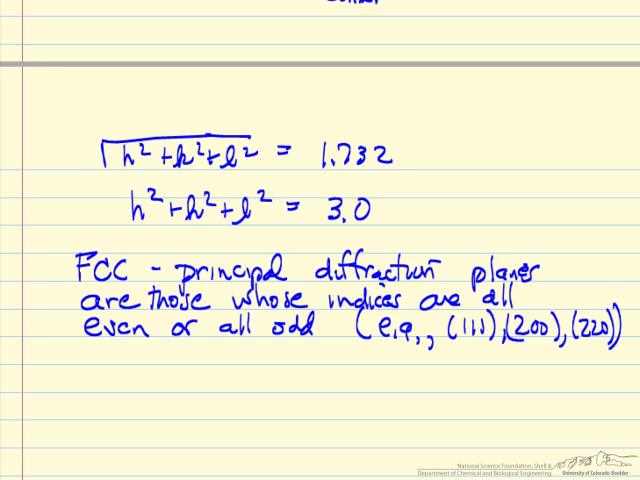 √h² + k² + l² = 1.732
h² + k² + l² = 3.0
FCC - principal diffraction planes
are those whose indices are all
even or all odd (e.g., (111), (200), (220))
National Science Foundation, Shell &
Department of Chemical and Biological Engineering University of Colorado-Boulder